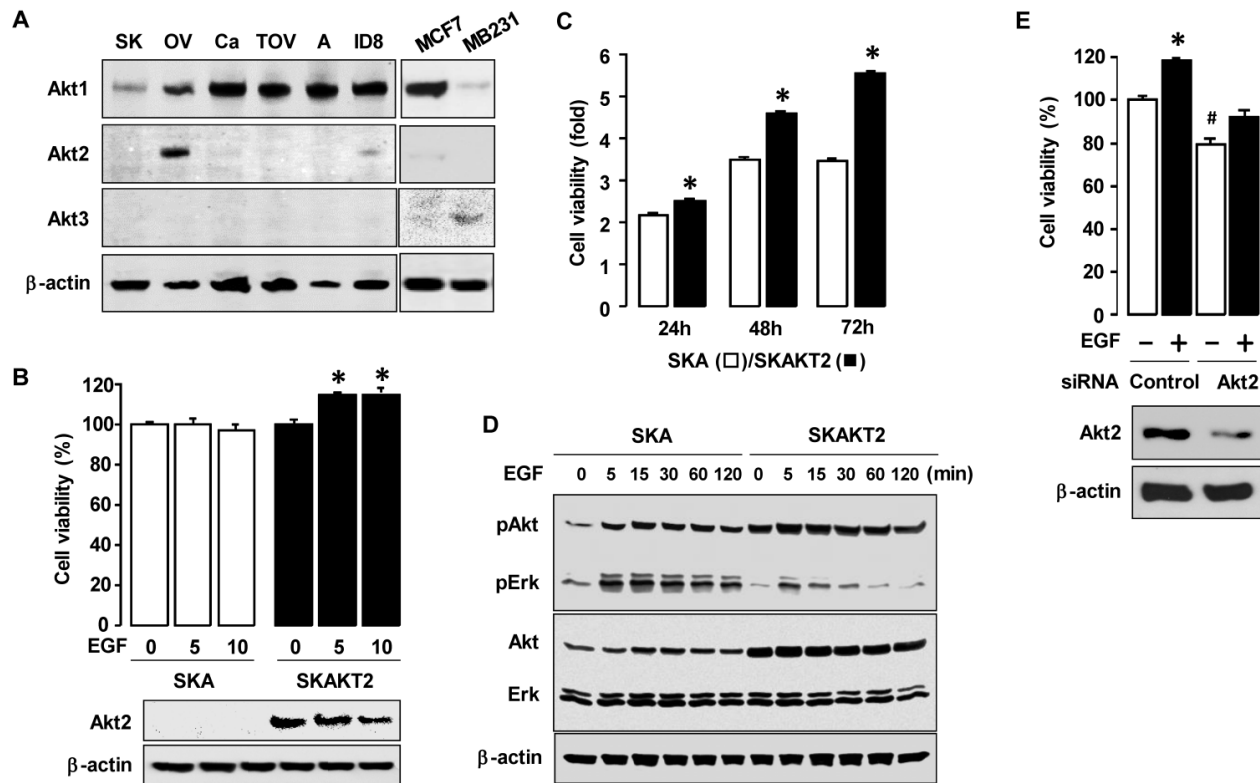 A
SK OV Ca TOV A ID8 MCF7 MB231
Akt1
Akt2
Akt3
β-actin
B
Cell viability (%)
120
100
80
60
40
20
0
* *
EGF 0 5 10 0 5 10
SKA SKAKT2
Akt2
β-actin
C
Cell viability (fold)
6
5
4
3
2
1
0
* * *
24h 48h 72h
SKA (□)/SKAKT2 (■)
D
SKA SKAKT2
EGF 0 5 15 30 60 120 0 5 15 30 60 120 (min)
pAkt
pErk
Akt
Erk
β-actin
E
Cell viability (%)
120
100
80
60
40
20
0
* #
EGF − + − +
siRNA Control Akt2
Akt2
β-actin